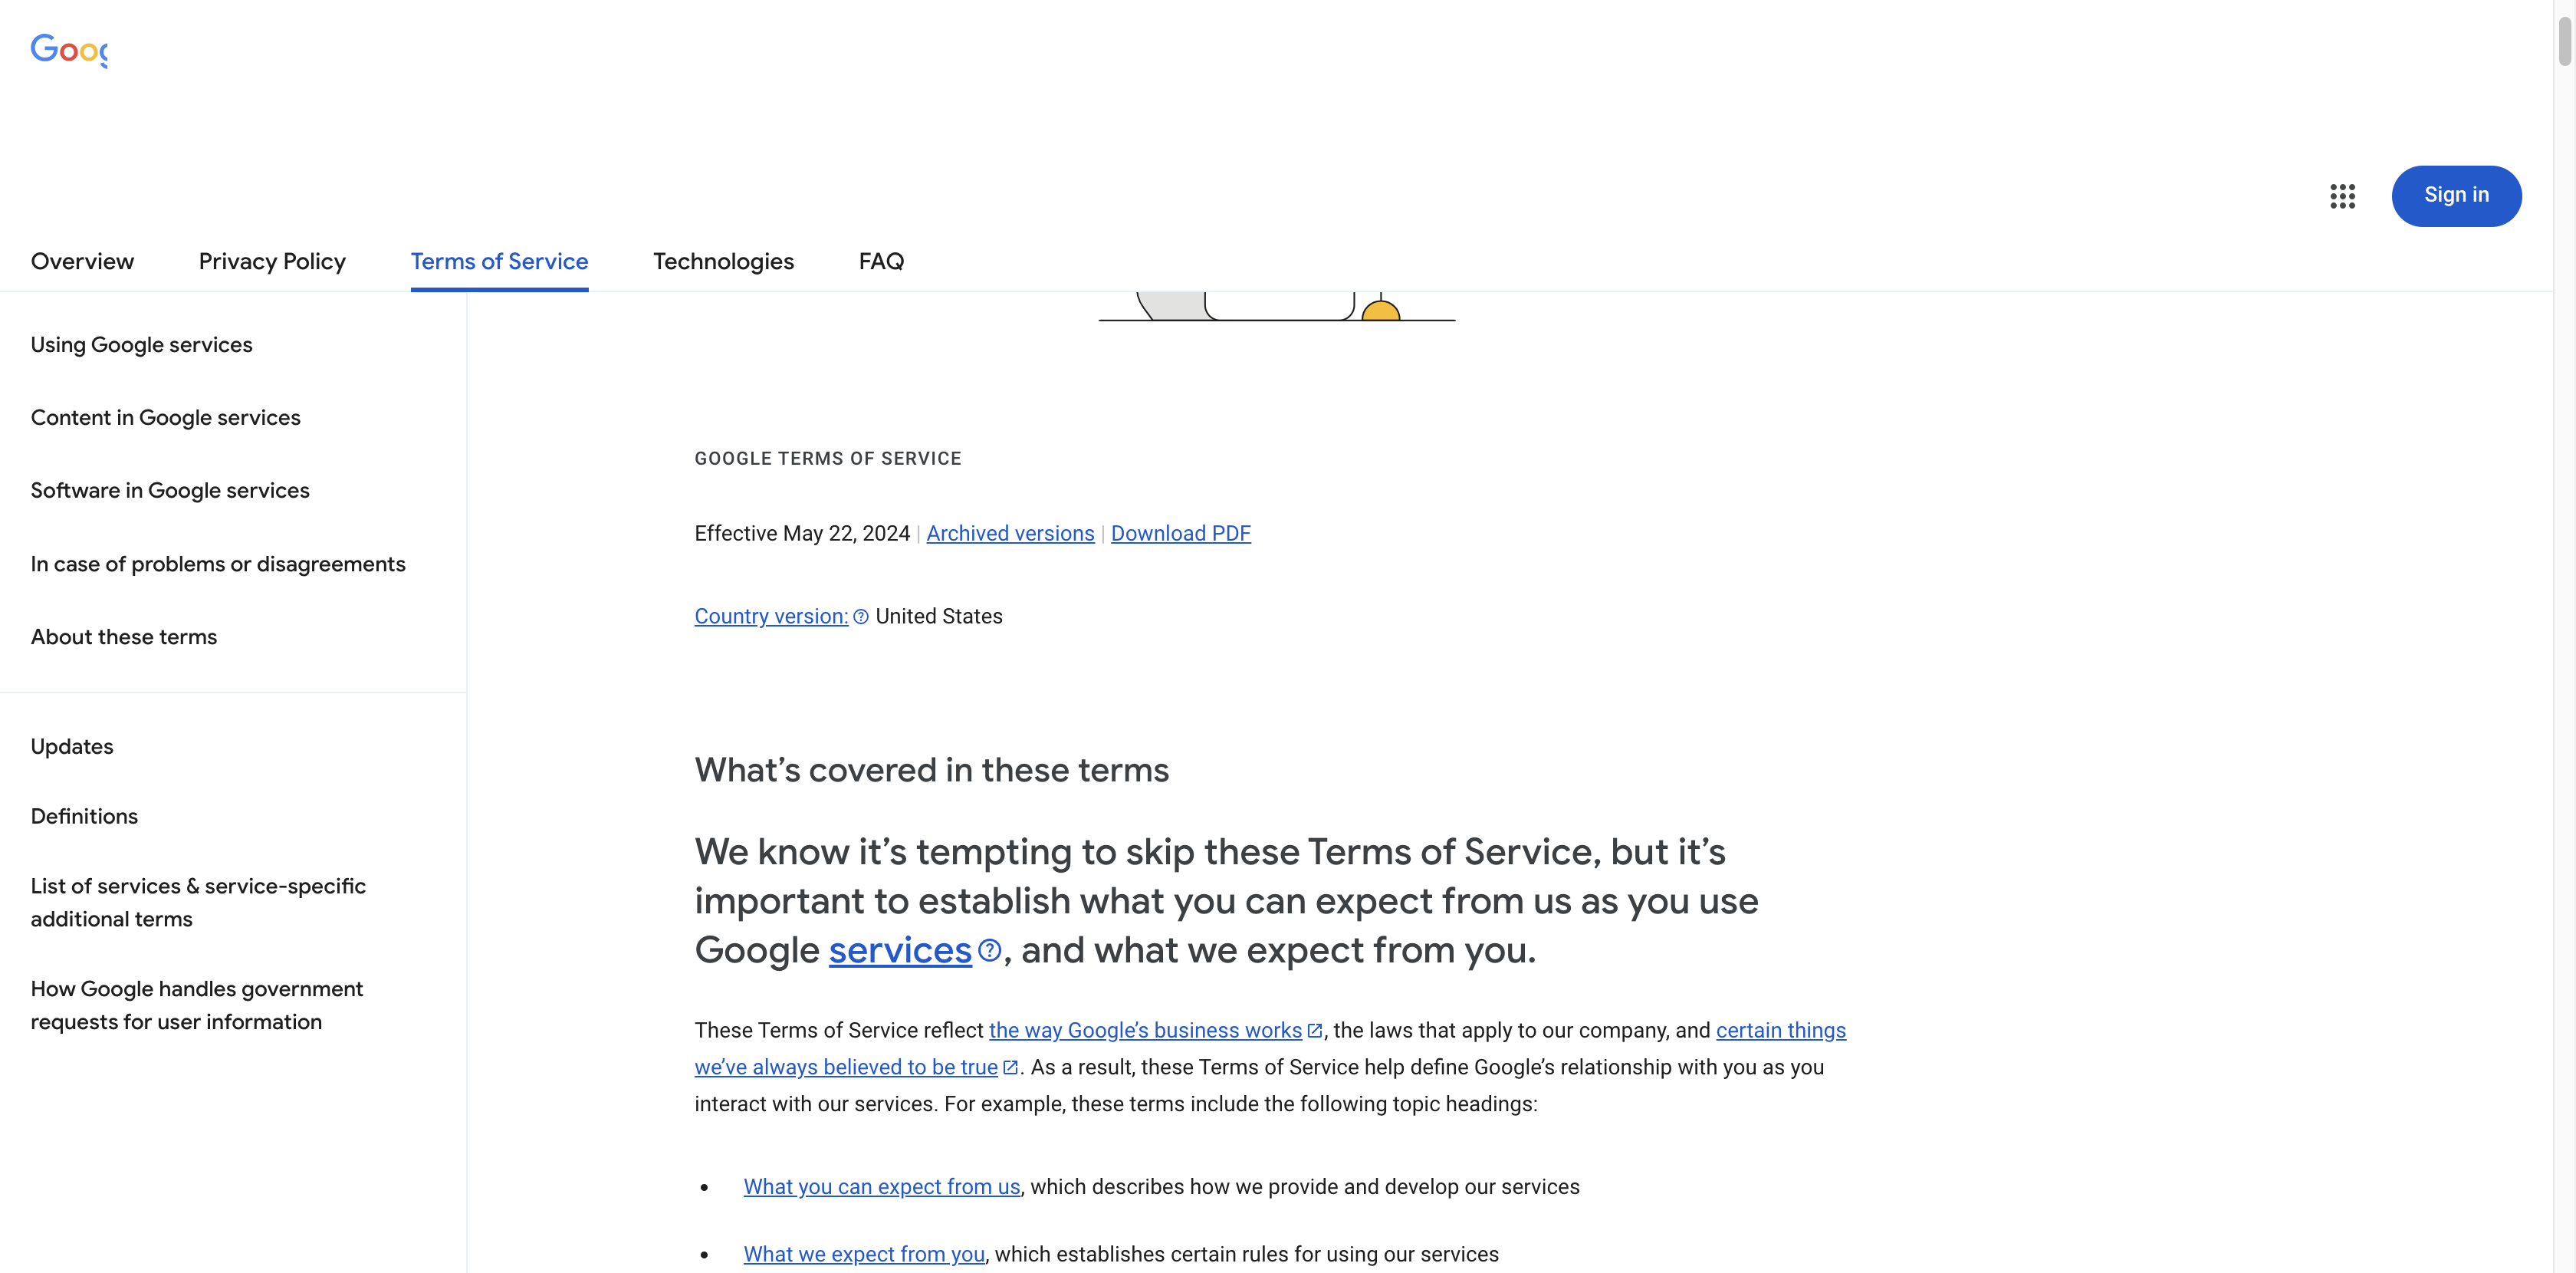 Goog
Sign in
Overview
Privacy Policy
Terms of Service
Technologies
FAQ
Using Google services
Content in Google services
Software in Google services
In case of problems or disagreements
About these terms
Updates
Definitions
List of services & service-specific
additional terms
How Google handles government
requests for user information
GOOGLE TERMS OF SERVICE
Effective May 22, 2024 | Archived versions | Download PDF
Country version: United States
What’s covered in these terms
We know it’s tempting to skip these Terms of Service, but it’s
important to establish what you can expect from us as you use
Google services, and what we expect from you.
These Terms of Service reflect the way Google’s business works, the laws that apply to our company, and certain things
we’ve always believed to be true. As a result, these Terms of Service help define Google’s relationship with you as you
interact with our services. For example, these terms include the following topic headings:
• What you can expect from us, which describes how we provide and develop our services
• What we expect from you, which establishes certain rules for using our services